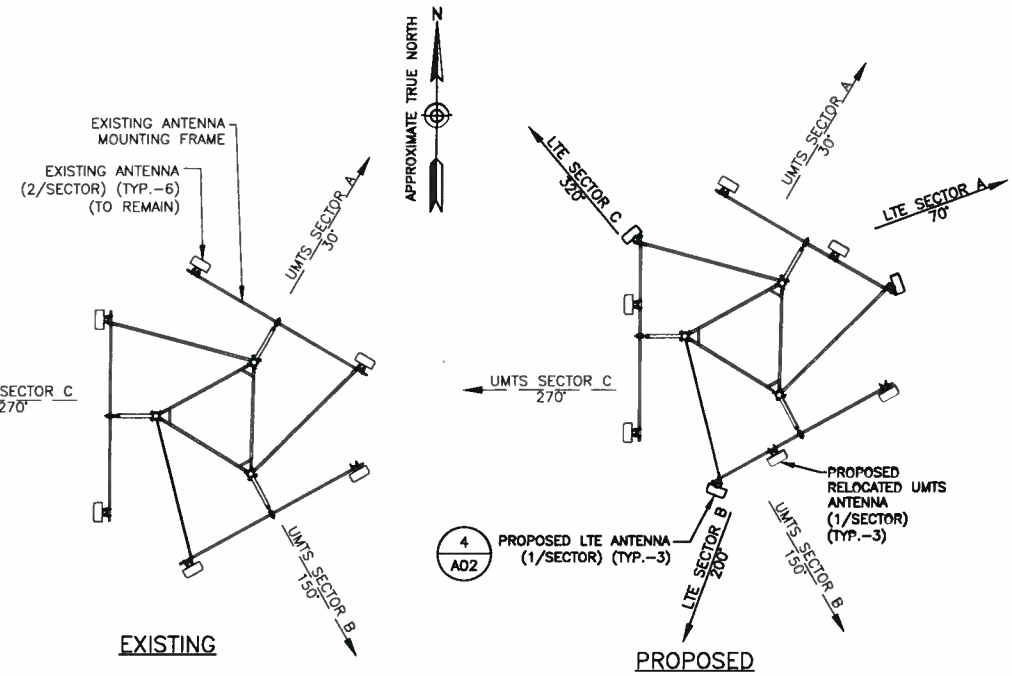 N
APPROXIMATE TRUE NORTH
EXISTING ANTENNA
MOUNTING FRAME
EXISTING ANTENNA
(2/SECTOR) (TYP.-6)
(TO REMAIN)
UMTS SECTOR A
30°
SECTOR C
270°
UMTS SECTOR B
150°
EXISTING
LTE SECTOR C
320°
UMTS SECTOR A
30°
LTE SECTOR A
70°
UMTS SECTOR C
270°
PROPOSED
RELOCATED UMTS
ANTENNA
(1/SECTOR)
(TYP.-3)
4
A02
PROPOSED LTE ANTENNA
(1/SECTOR) (TYP.-3)
LTE SECTOR B
200°
UMTS SECTOR B
150°
PROPOSED